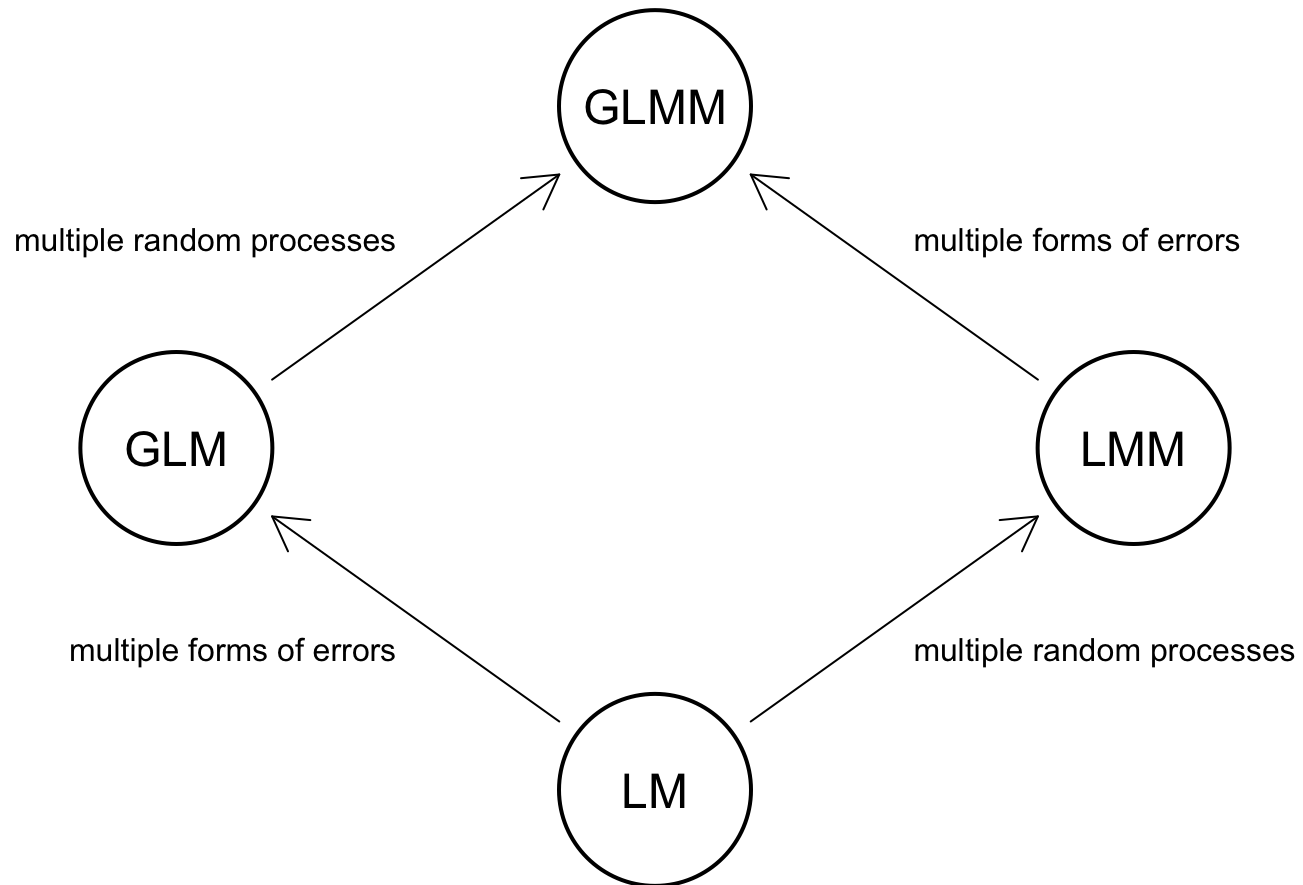 GLMM
multiple random processes
multiple forms of errors
GLM
LMM
multiple forms of errors
multiple random processes
LM